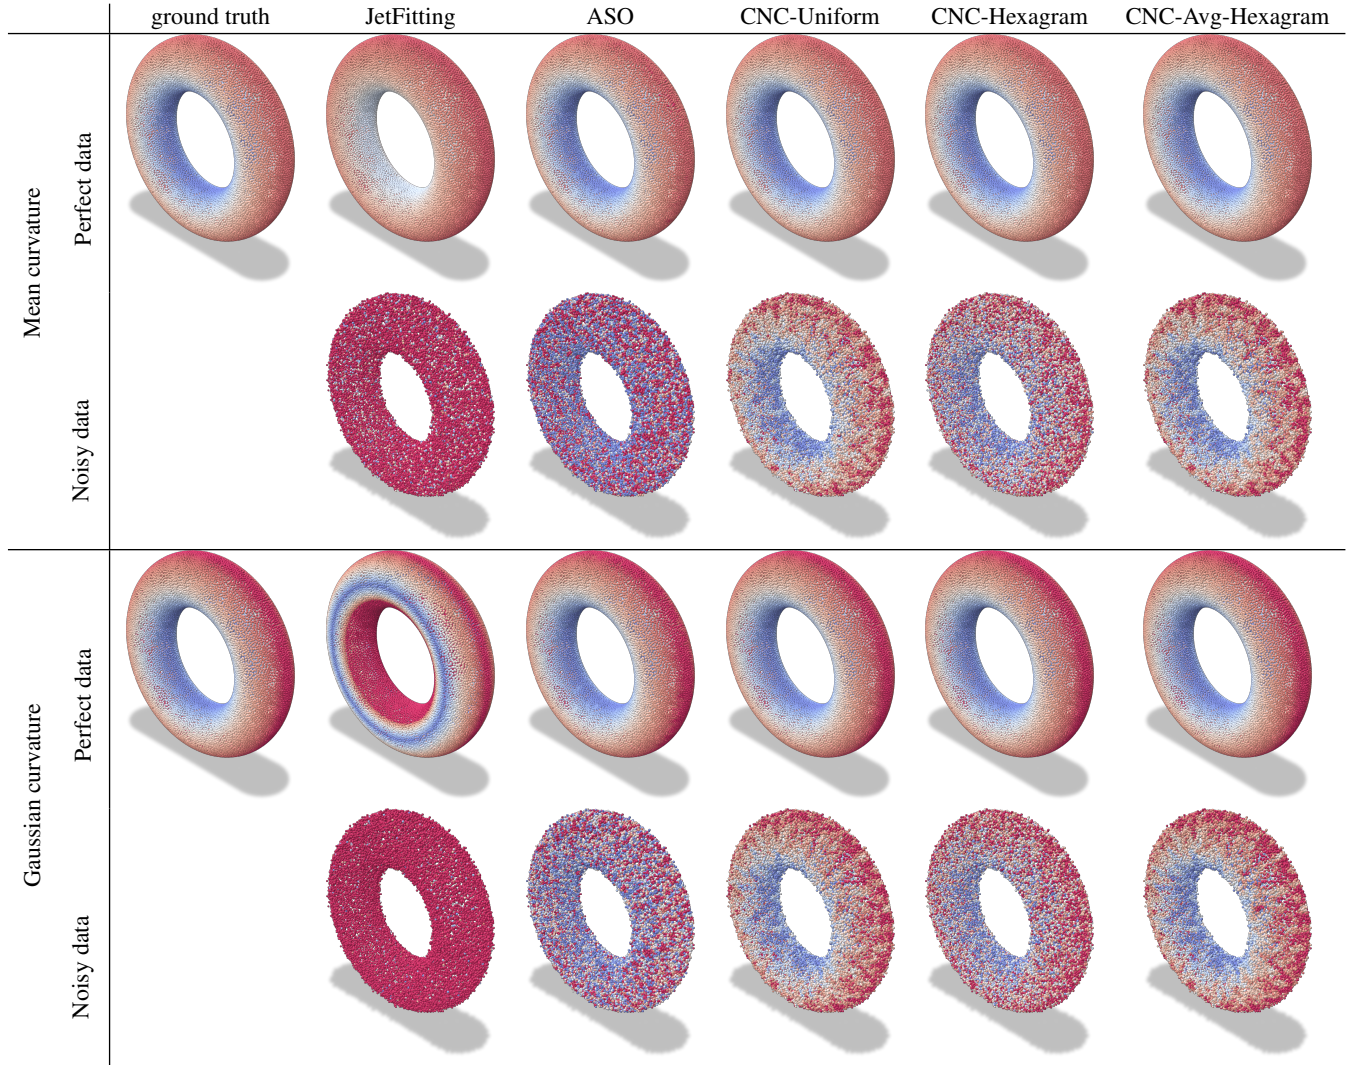 ground truth
JetFitting
ASO
CNC-Uniform
CNC-Hexagram
CNC-Avg-Hexagram
Mean curvature
Perfect data
Noisy data
Gaussian curvature
Perfect data
Noisy data